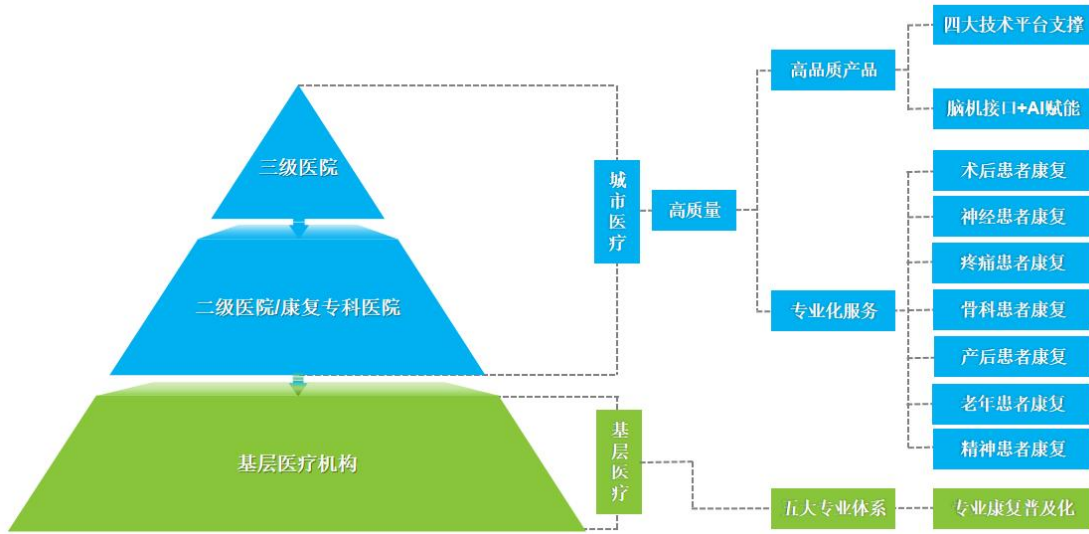 三级医院
二级医院/康复专科医院
基层医疗机构
城市医疗
基层医疗
高质量
高品质产品
专业化服务
四大技术平台支撑
脑机接口+AI赋能
术后患者康复
神经患者康复
疼痛患者康复
骨科患者康复
产后患者康复
老年患者康复
精神患者康复
五大专业体系
专业康复普及化